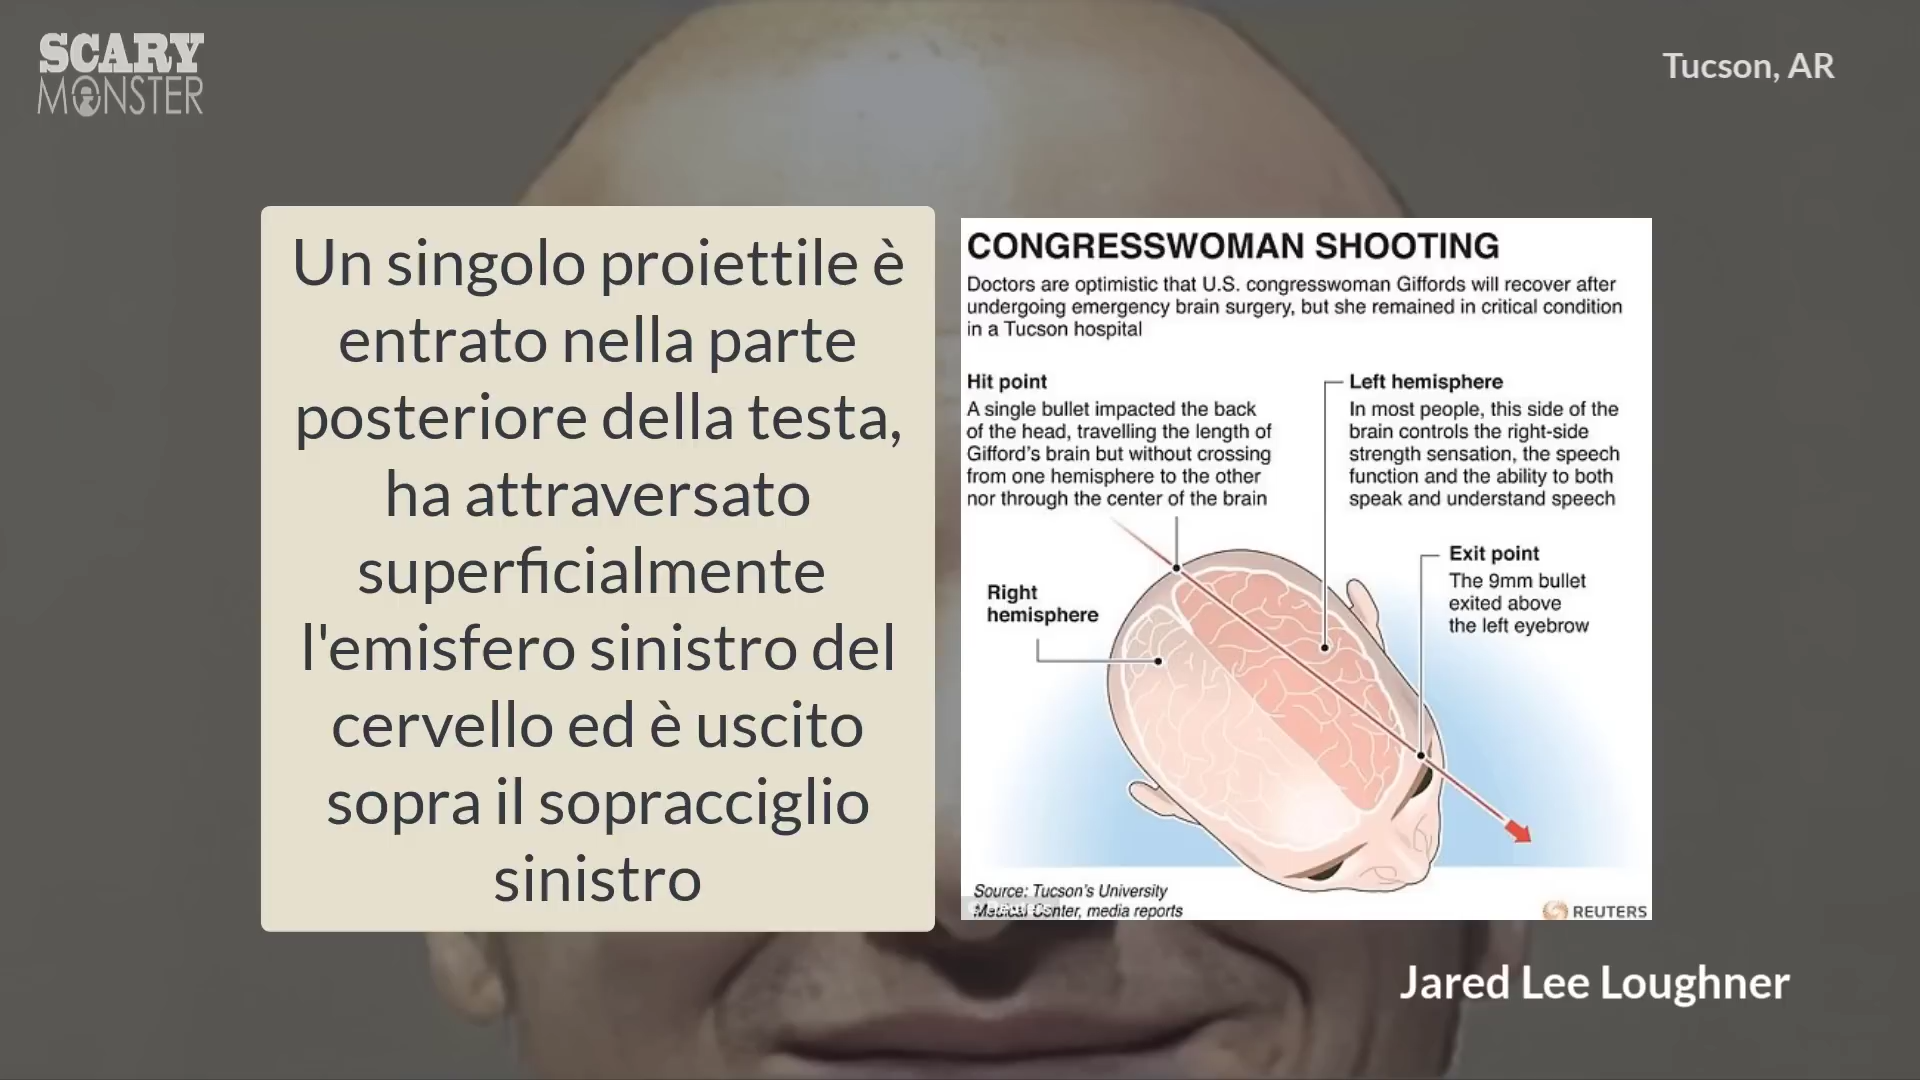 SCARY
MONSTER
Tucson, AR
Un singolo proiettile è
entrato nella parte
posteriore della testa,
ha attraversato
superficialmente
l'emisfero sinistro del
cervello ed è uscito
sopra il sopracciglio
sinistro
CONGRESSWOMAN SHOOTING
Doctors are optimistic that U.S. congresswoman Giffords will recover after
undergoing emergency brain surgery, but she remained in critical condition
in a Tucson hospital
Hit point
A single bullet impacted the back
of the head, travelling the length of
Gifford's brain but without crossing
from one hemisphere to the other
nor through the center of the brain
Left hemisphere
In most people, this side of the
brain controls the right-side
strength sensation, the speech
function and the ability to both
speak and understand speech
Exit point
The 9mm bullet
exited above
the left eyebrow
Right
hemisphere
Source: Tucson's University
Medical Center, media reports
REUTERS
Jared Lee Loughner